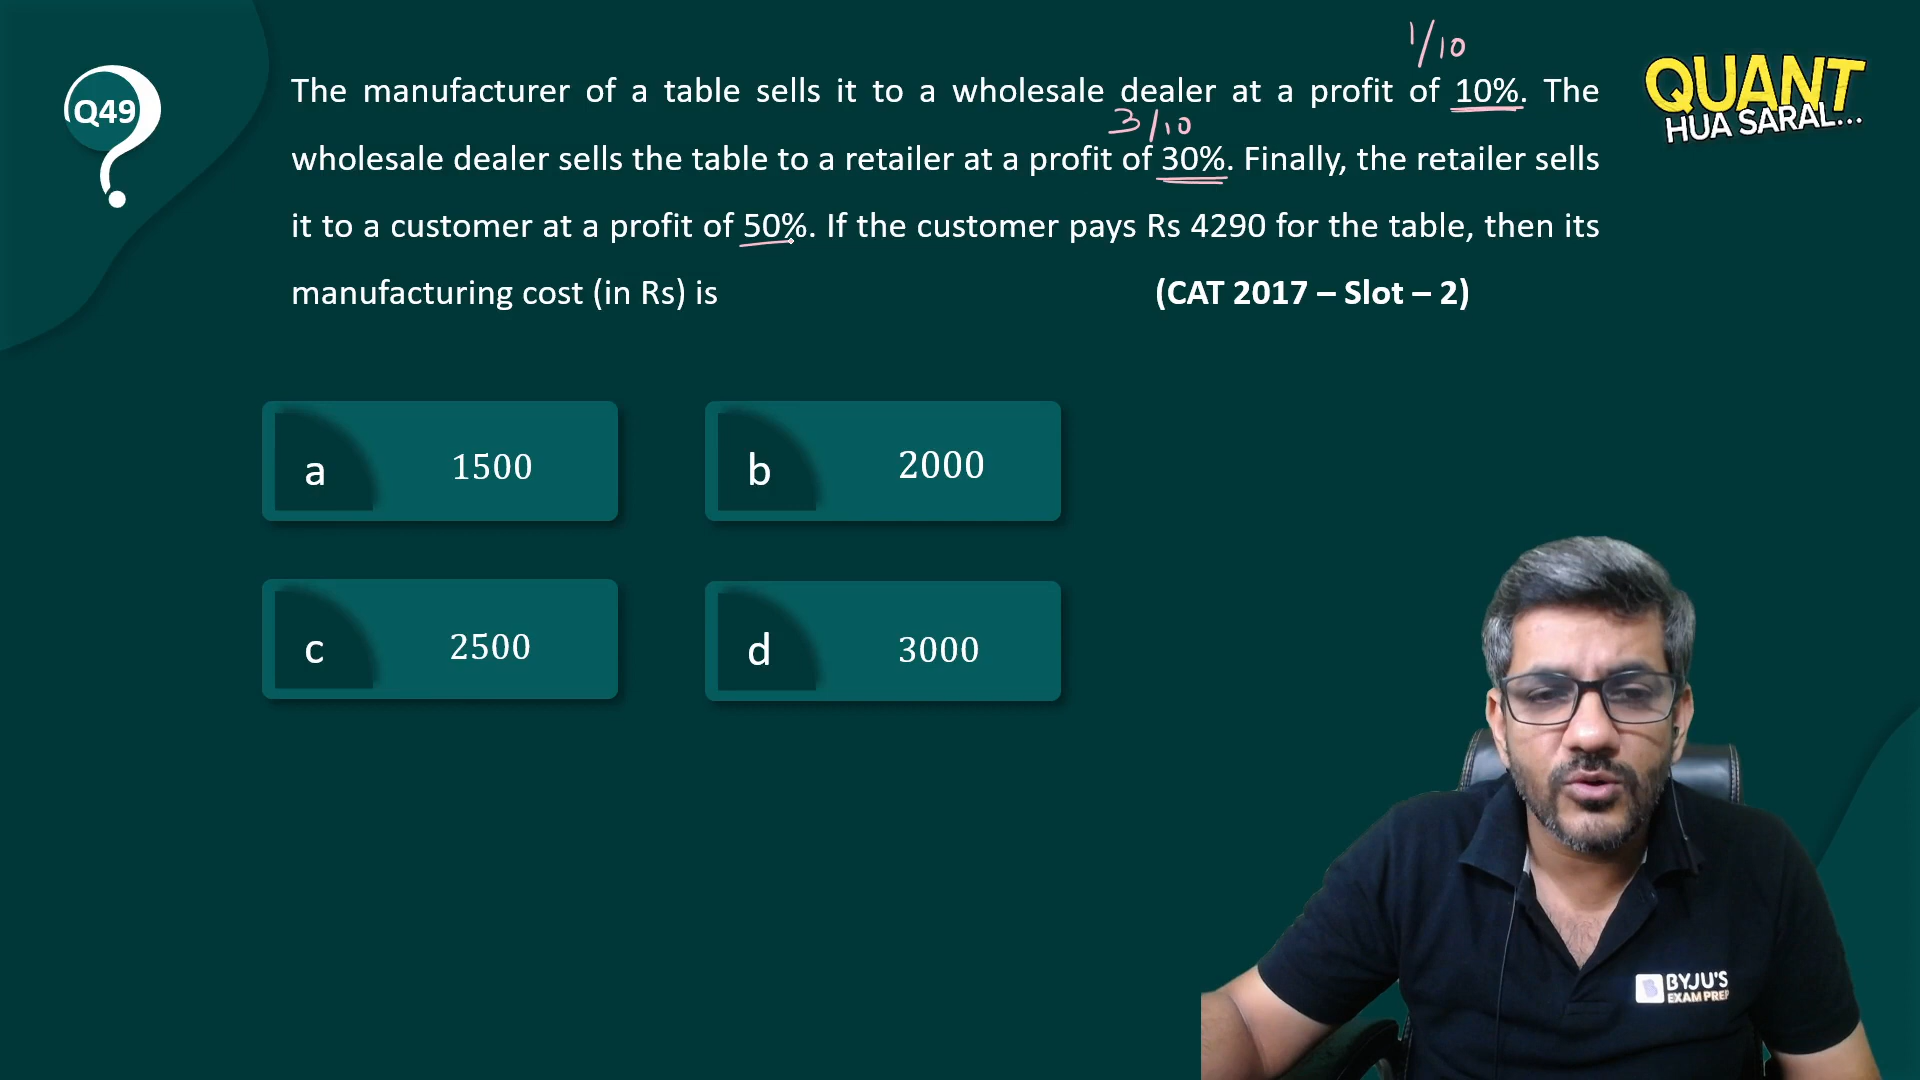 1/10
QUANT
HUA SARAL...
Q49
The manufacturer of a table sells it to a wholesale dealer at a profit of 10%. The
3/10
wholesale dealer sells the table to a retailer at a profit of 30%. Finally, the retailer sells
it to a customer at a profit of 50%. If the customer pays Rs 4290 for the table, then its
manufacturing cost (in Rs) is (CAT 2017 – Slot – 2)
a 1500
b 2000
c 2500
d 3000
B BYJU'S
EXAM PREP